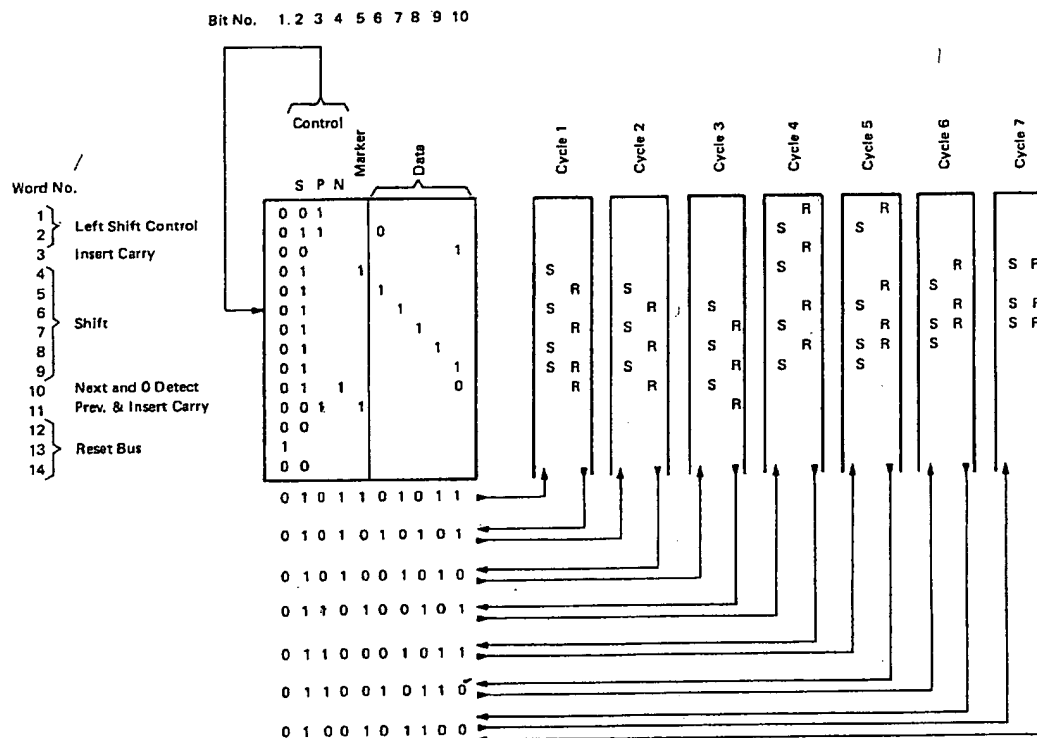 Bit No. 1. 2 3 4 5 6 7 8 9 10
Control
Marker
Data
Cycle 1
Cycle 2
Cycle 3
Cycle 4
Cycle 5
Cycle 6
Cycle 7
S P N
Word No.
1 0 0 1
Left Shift Control
2 0 1 1 0
3 Insert Carry 0 0 1
4 0 1 1
5 0 1 1
6 0 1 1
Shift
7 0 1 1
8 0 1 1
9 0 1 1
10 Next and 0 Detect 0 1 1 0
11 Prev. & Insert Carry 0 0 1 1
12 0 0
13 Reset Bus 1
14 0 0
R R
S S
R
S R
S S
R S R S R
S R S R
R S R R S R S R
S R S R S R S S
S R S R S S
R R S
R
0 1 0 1 1 0 1 0 1 1
0 1 0 1 0 1 0 1 0 1
0 1 0 1 0 0 1 0 1 0
0 1 1 0 1 0 0 1 0 1
0 1 1 0 0 0 1 0 1 1
0 1 1 0 0 1 0 1 1 0
0 1 0 0 1 0 1 1 0 0